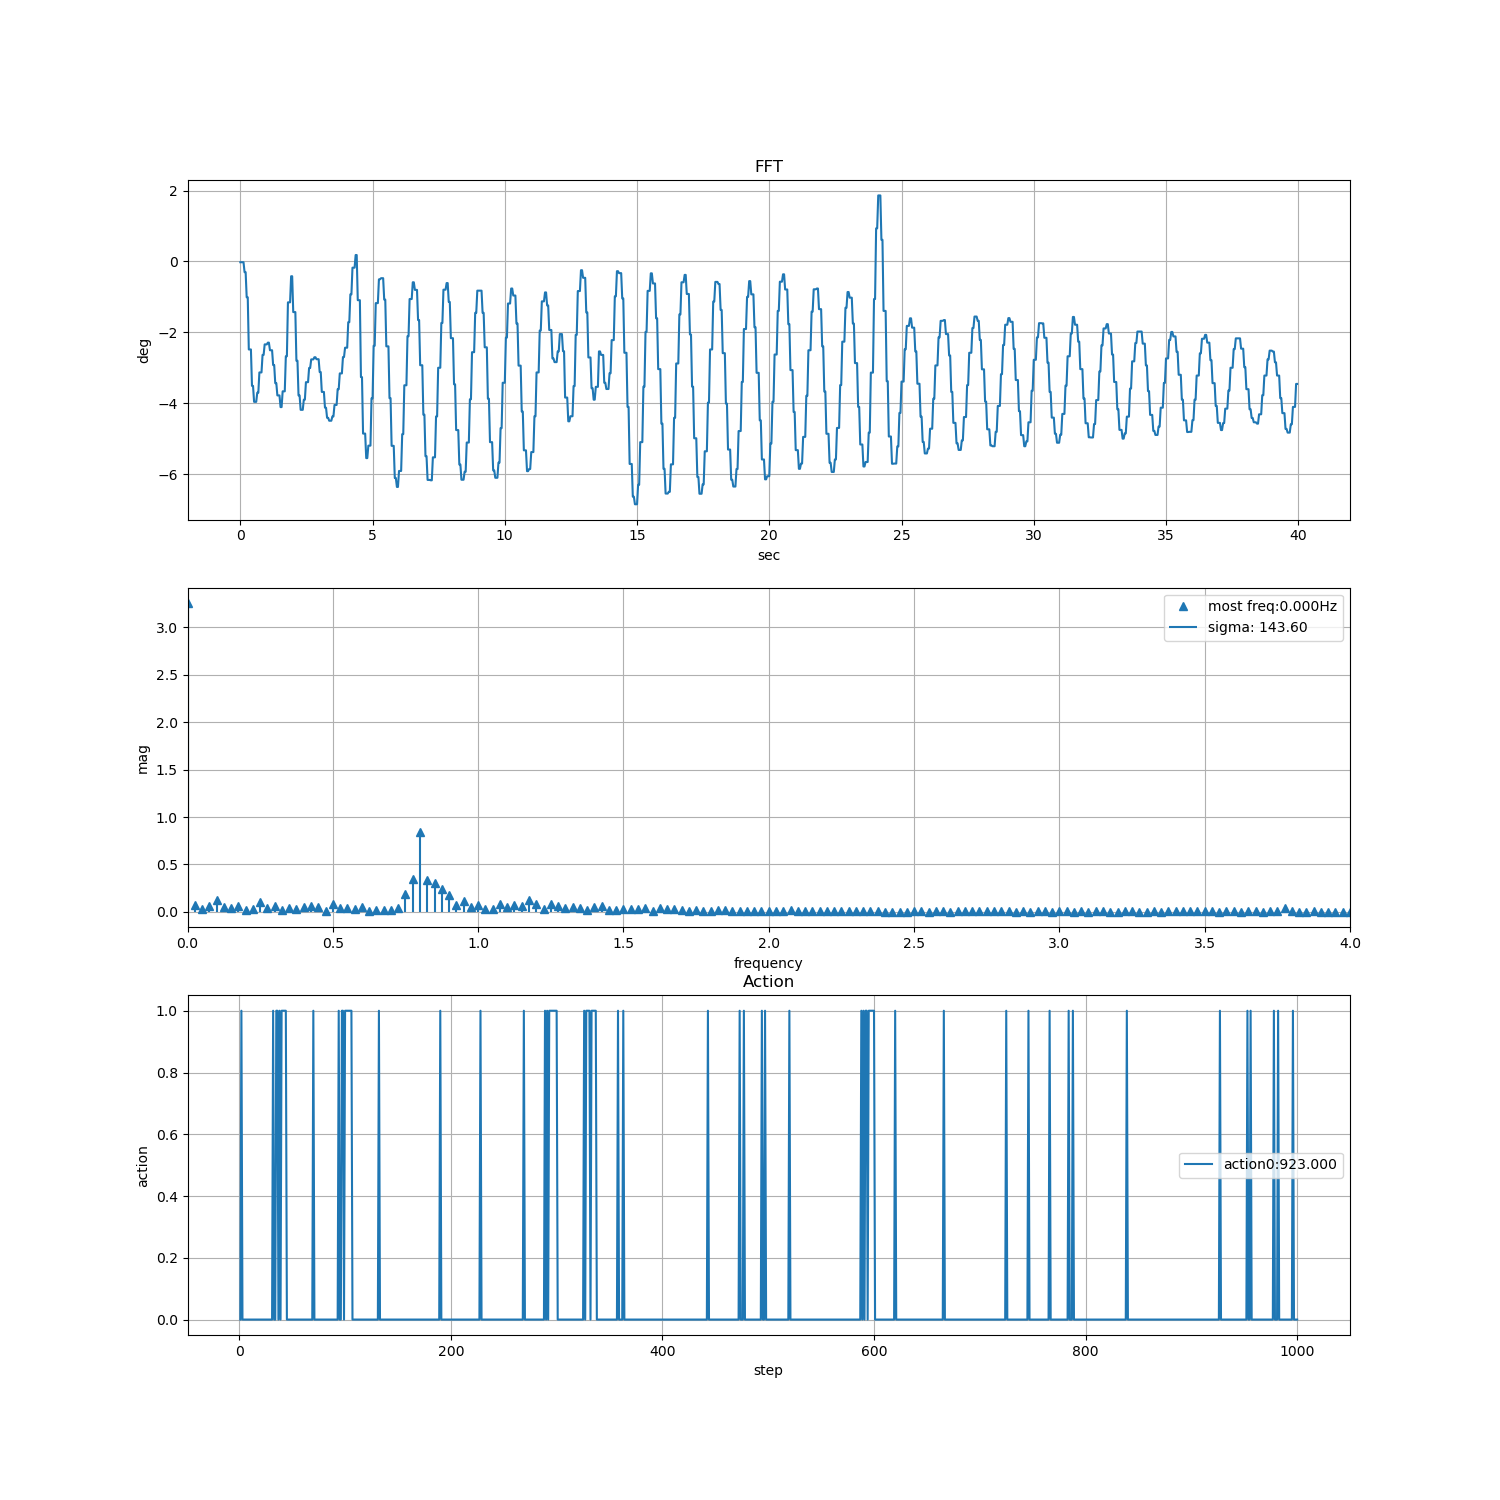 FFT
2
0
−2
−4
−6
deg
0 5 10 15 20 25 30 35 40
sec
most freq:0.000Hz
sigma: 143.60
3.0
2.5
2.0
1.5
1.0
0.5
0.0
mag
0.0 0.5 1.0 1.5 2.0 2.5 3.0 3.5 4.0
frequency
Action
1.0
0.8
0.6
0.4
0.2
0.0
action
action0:923.000
0 200 400 600 800 1000
step